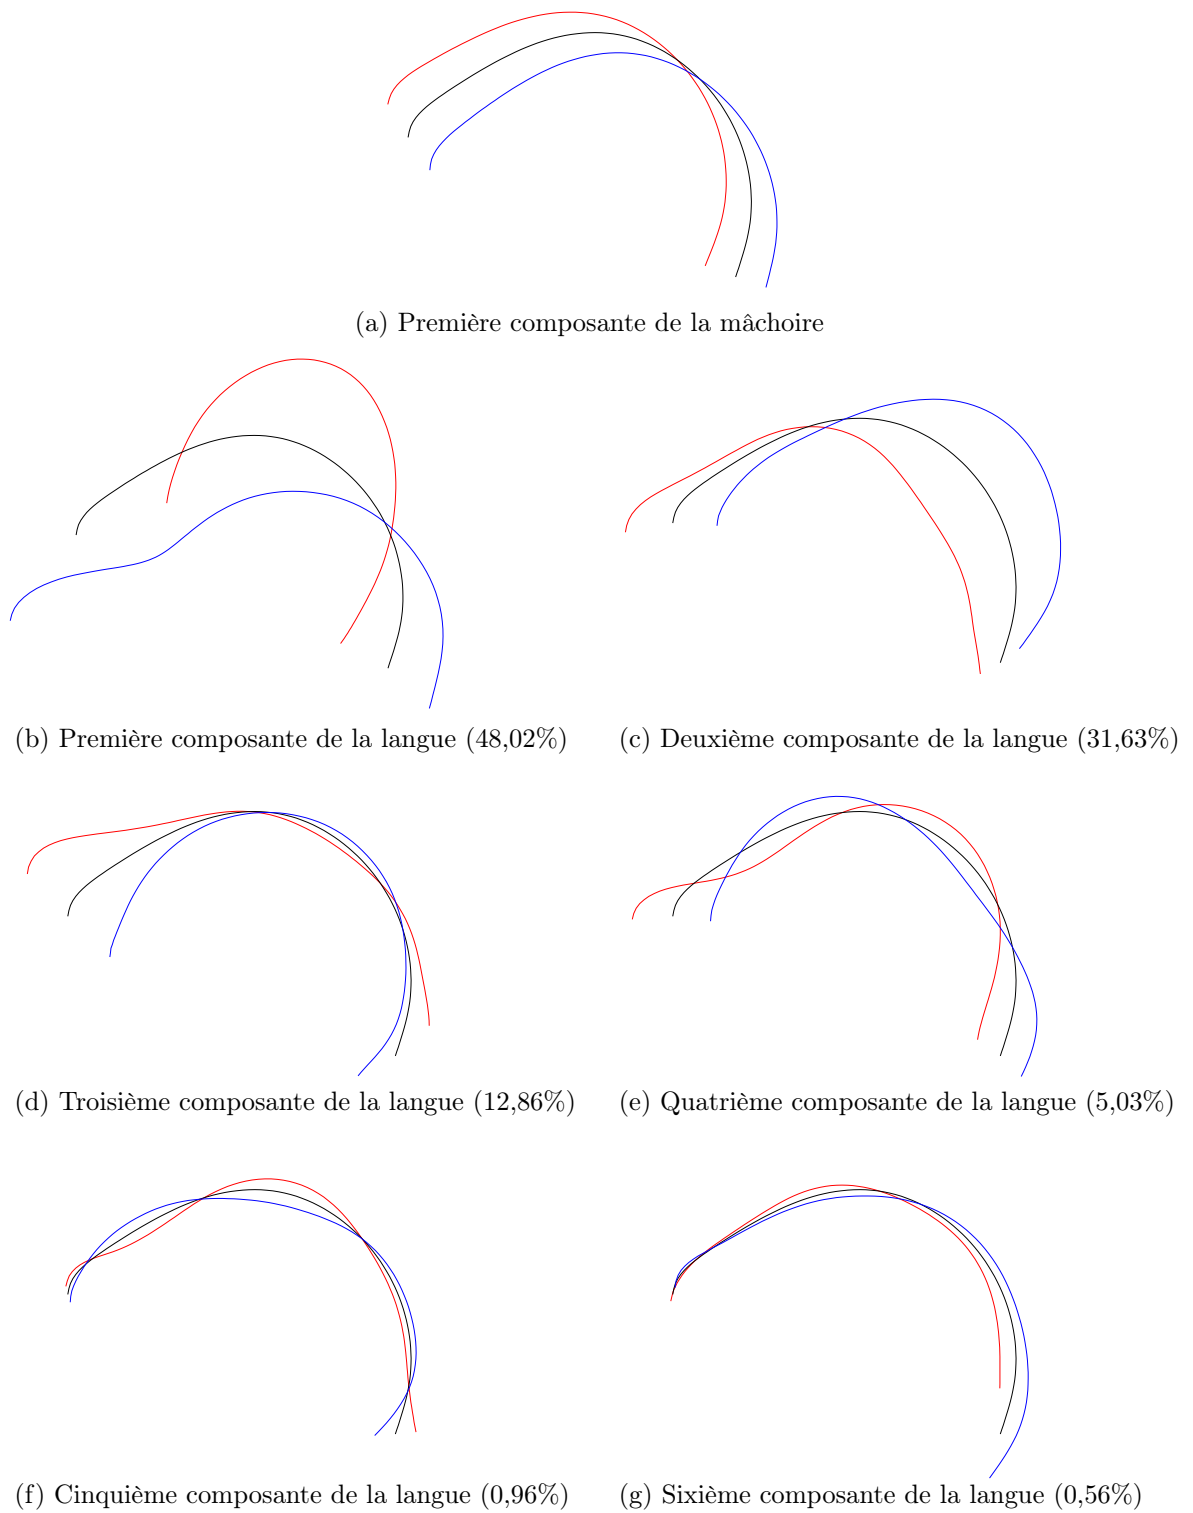 (a) Première composante de la mâchoire
(b) Première composante de la langue (48,02%)
(c) Deuxième composante de la langue (31,63%)
(d) Troisième composante de la langue (12,86%)
(e) Quatrième composante de la langue (5,03%)
(f) Cinquième composante de la langue (0,96%)
(g) Sixième composante de la langue (0,56%)